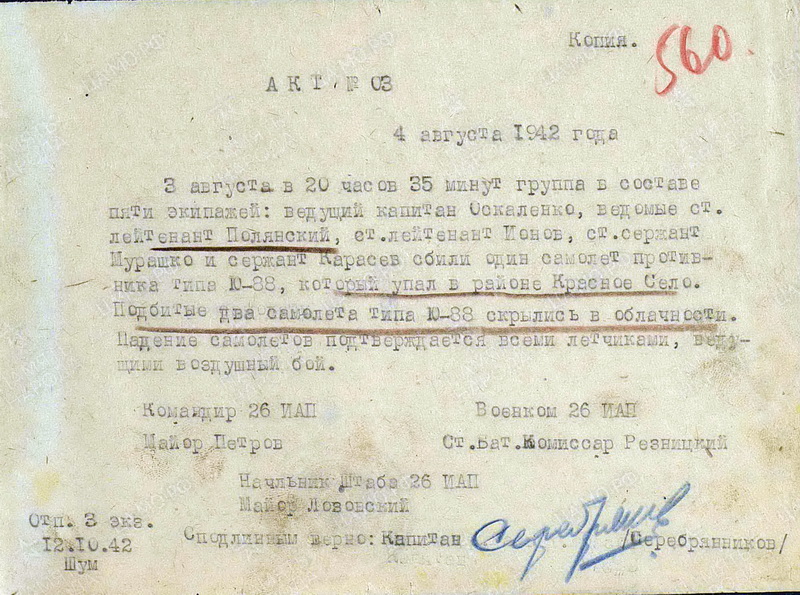 Копия.
560.
АКТ № 03
4 августа 1942 года
3 августа в 20 часов 35 минут группа в составе
пяти экипажей: ведущий капитан Оскаленко, ведомые ст.
лейтенант Полянский, ст.лейтенант Ионов, ст.сержант
Мурашко и сержант Карасев сбили один самолет против-
ника типа Ю-88, который упал в районе Красное Село.
Подбитые два самолета типа Ю-88 скрылись в облачности.
Падение самолетов подтверждается всеми летчиками, веду-
щими воздушный бой.
Командир 26 ИАП Военком 26 ИАП
Майор Петров Ст.Бат.Комиссар Резницкий
Начльник Штаба 26 ИАП
Майор Лововский
Отп. 3 экз.
12.10.42
Шум
Сподлинным верно: Капитан Серебрянников /Серебрянников/